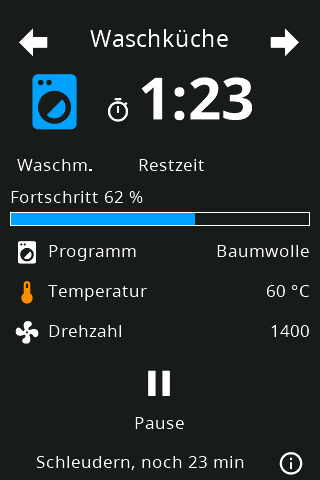 Waschküche
1:23
Waschm. Restzeit
Fortschritt 62 %
Programm Baumwolle
Temperatur 60 °C
Drehzahl 1400
Pause
Schleudern, noch 23 min